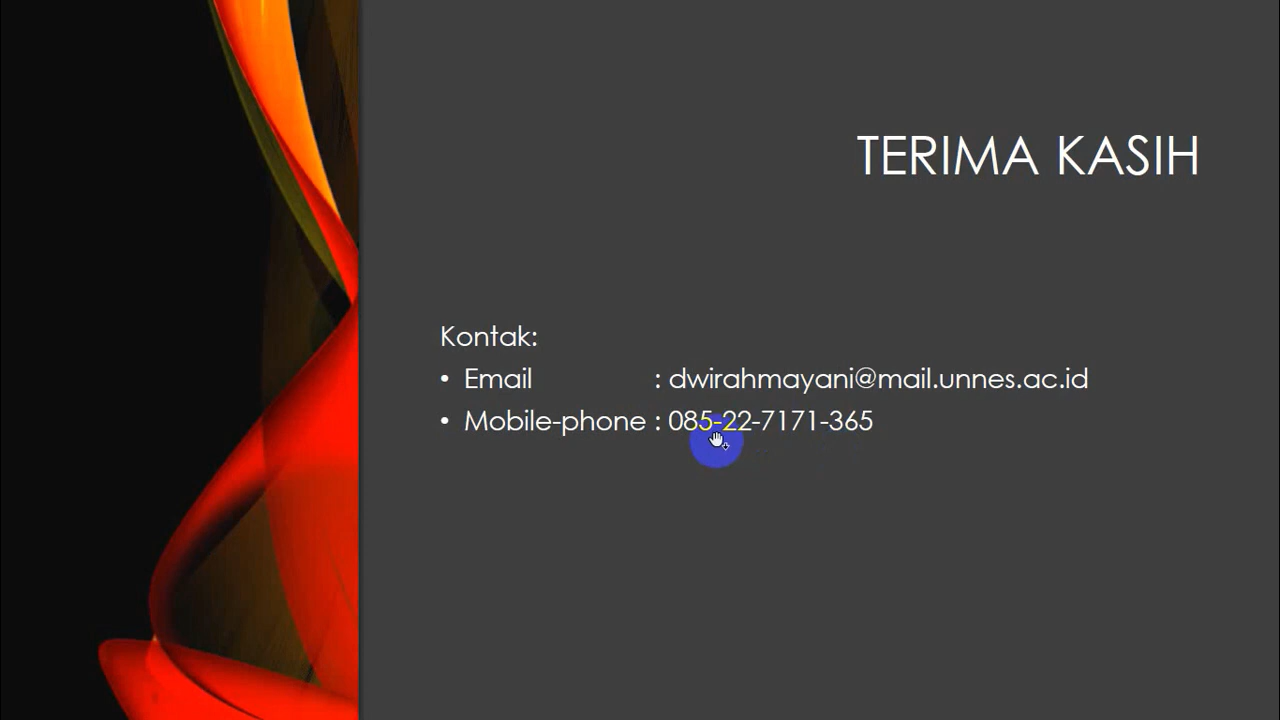 TERIMA KASIH
Kontak:
• Email : dwirahmayani@mail.unnes.ac.id
• Mobile-phone : 085-22-7171-365